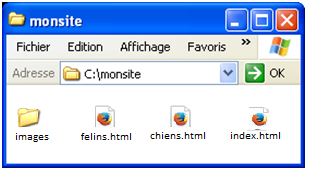 monsite
Fichier Edition Affichage Favoris »
Adresse C:\monsite OK
images felins.html chiens.html index.html